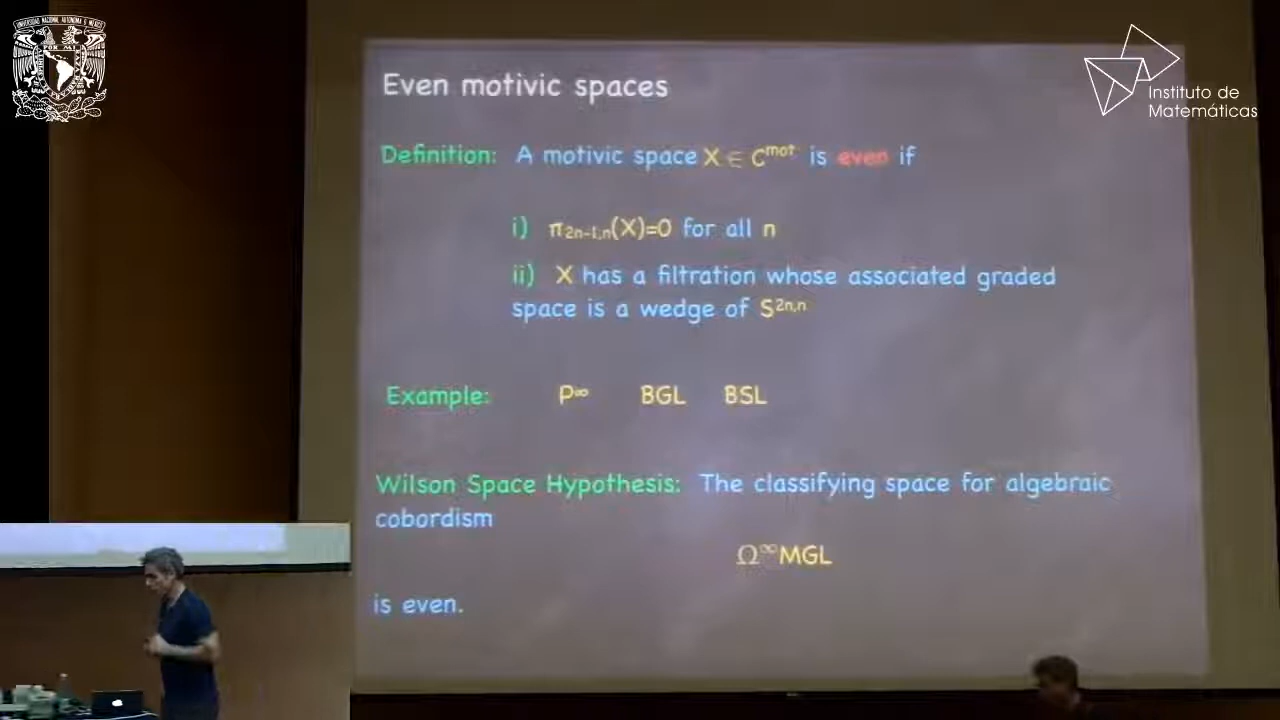 Even motivic spaces
Instituto de
Matemáticas
Definition: A motivic space X ∈ C^mot is even if
i) π_{2n-1,n}(X)=0 for all n
ii) X has a filtration whose associated graded
space is a wedge of S^{2n,n}
Example: P^∞ BGL BSL
Wilson Space Hypothesis: The classifying space for algebraic
cobordism
Ω^∞MGL
is even.